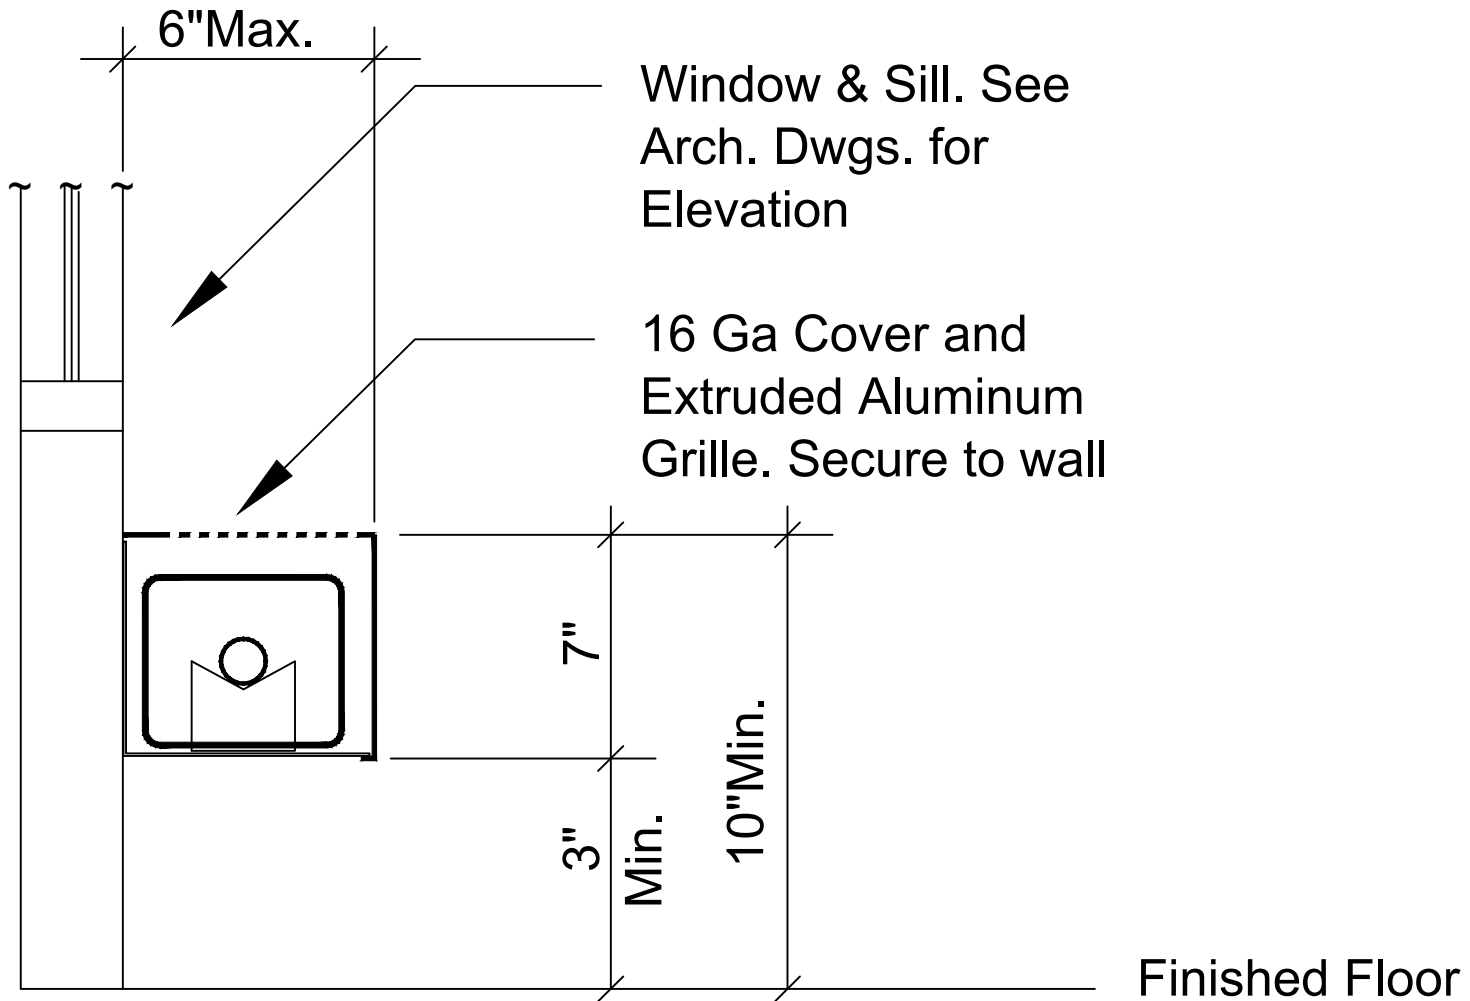 6"Max.
Window & Sill. See
Arch. Dwgs. for
Elevation
16 Ga Cover and
Extruded Aluminum
Grille. Secure to wall
7"
10"Min.
3"
Min.
Finished Floor